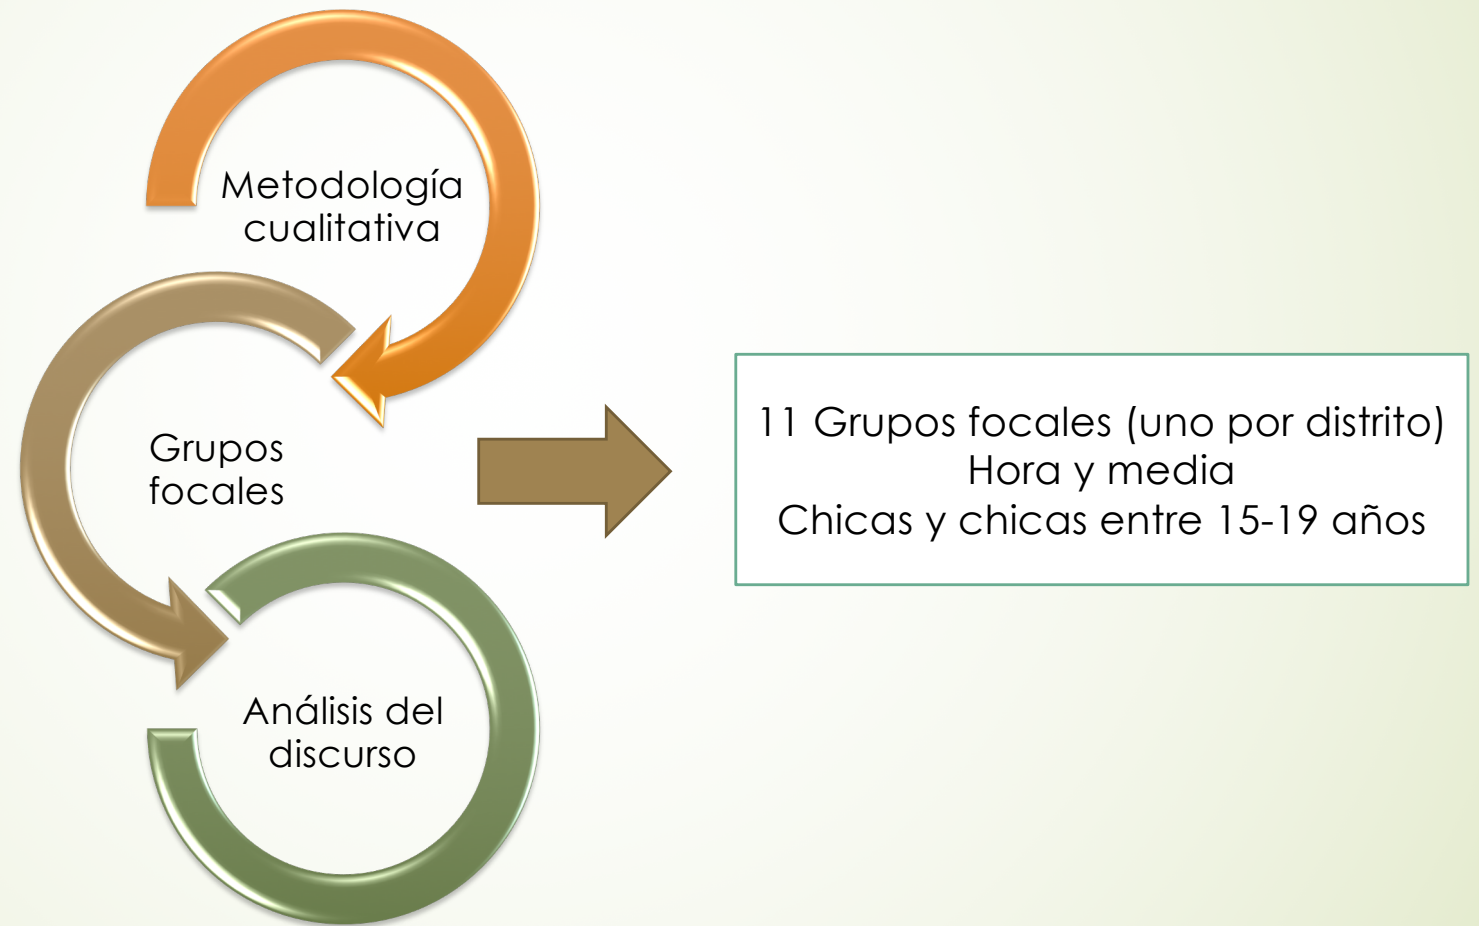 Metodología
cualitativa
Grupos
focales
Análisis del
discurso
11 Grupos focales (uno por distrito)
Hora y media
Chicas y chicas entre 15-19 años